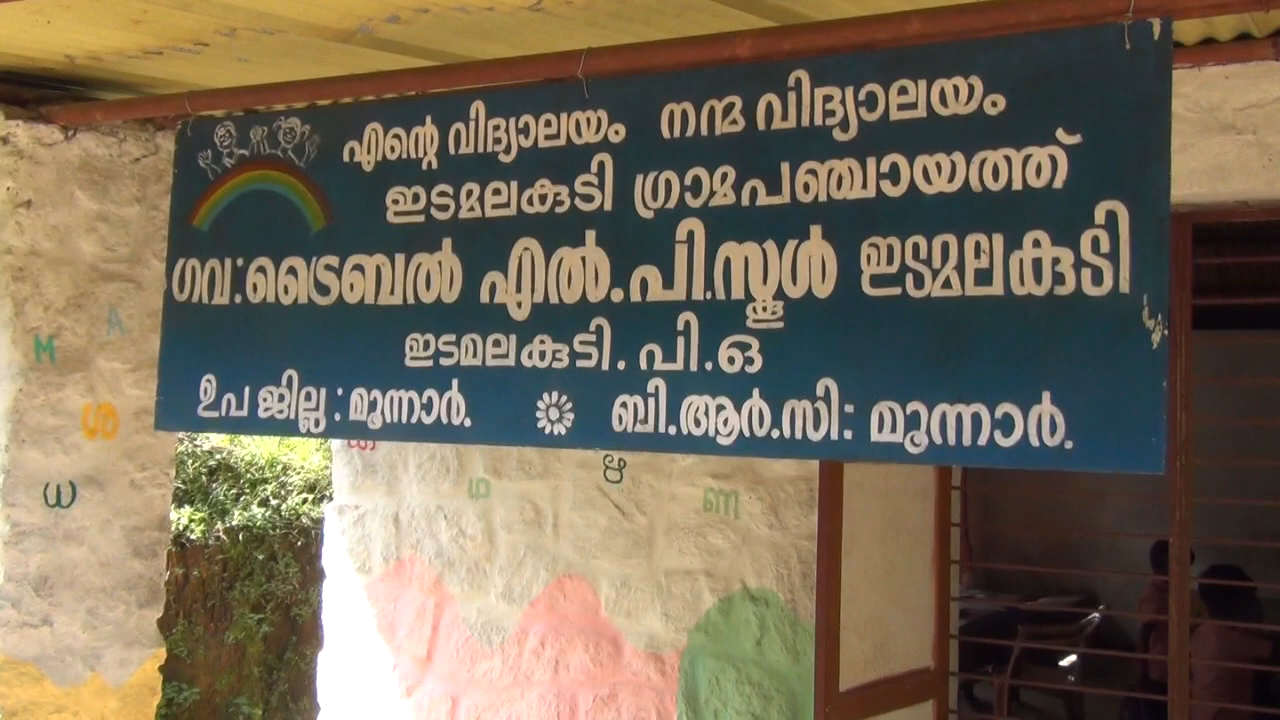 എന്റെ വിദ്യാലയം നന്മ വിദ്യാലയം
ഇടമലകുടി ഗ്രാമപഞ്ചായത്ത്
ഗവ:ട്രൈബൽ എൽ.പി.സ്കൂൾ ഇടമലകുടി
ഇടമലകുടി. പി.ഒ
ഉപ ജില്ല : മൂന്നാർ. ബി.ആർ.സി: മൂന്നാർ.
A
M
ശ
ധ
ഴ
ഥ
ണ